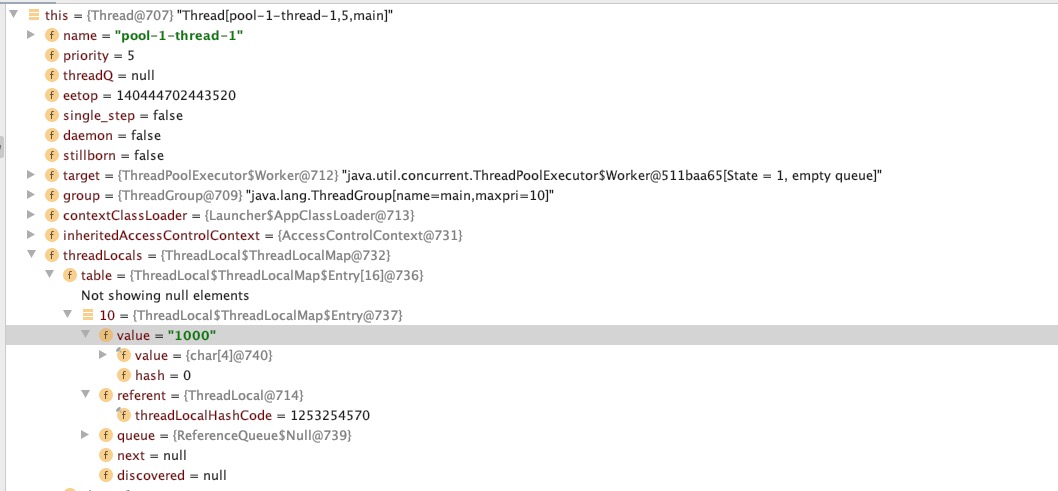 this = {Thread@707} "Thread[pool-1-thread-1,5,main]"
f name = "pool-1-thread-1"
f priority = 5
f threadQ = null
f eetop = 140444702443520
f single_step = false
f daemon = false
f stillborn = false
f target = {ThreadPoolExecutor$Worker@712} "java.util.concurrent.ThreadPoolExecutor$Worker@511baa65[State = 1, empty queue]"
f group = {ThreadGroup@709} "java.lang.ThreadGroup[name=main,maxpri=10]"
f contextClassLoader = {Launcher$AppClassLoader@713}
f inheritedAccessControlContext = {AccessControlContext@731}
f threadLocals = {ThreadLocal$ThreadLocalMap@732}
f table = {ThreadLocal$ThreadLocalMap$Entry[16]@736}
Not showing null elements
10 = {ThreadLocal$ThreadLocalMap$Entry@737}
f value = "1000"
f value = {char[4]@740}
f hash = 0
f referent = {ThreadLocal@714}
f threadLocalHashCode = 1253254570
f queue = {ReferenceQueue$Null@739}
f next = null
f discovered = null